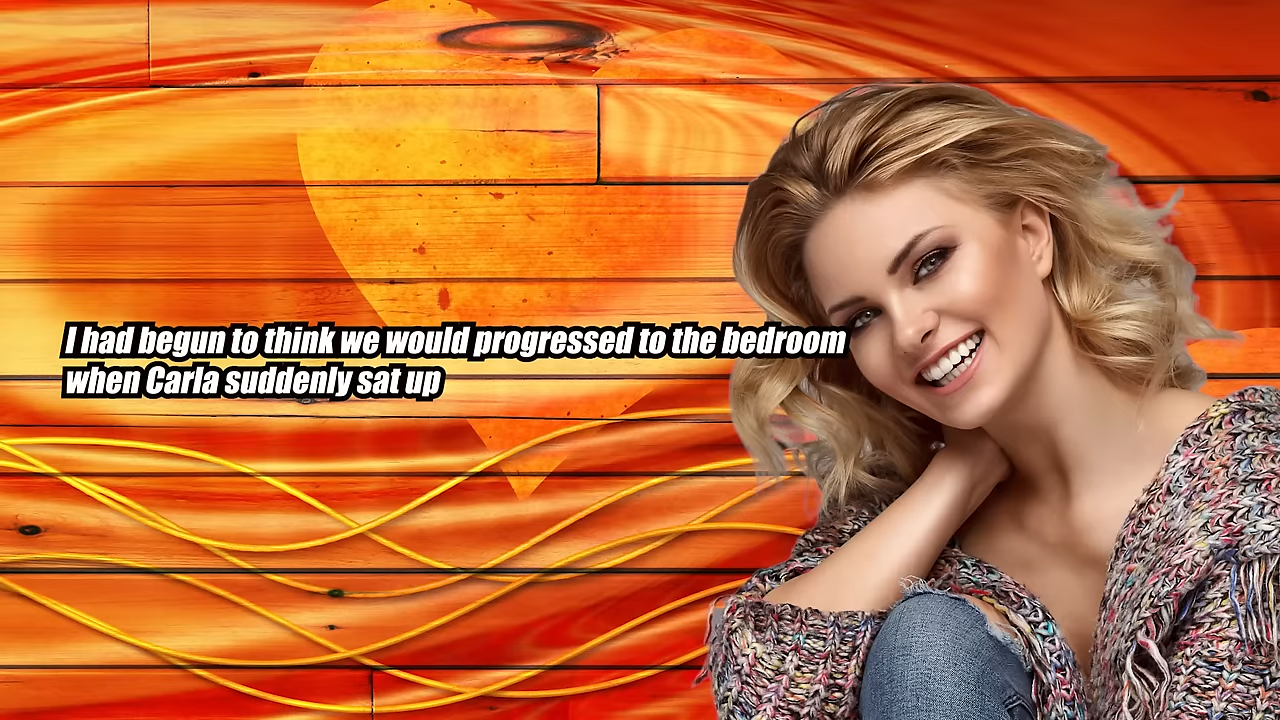 I had begun to think we would progressed to the bedroom
when Carla suddenly sat up